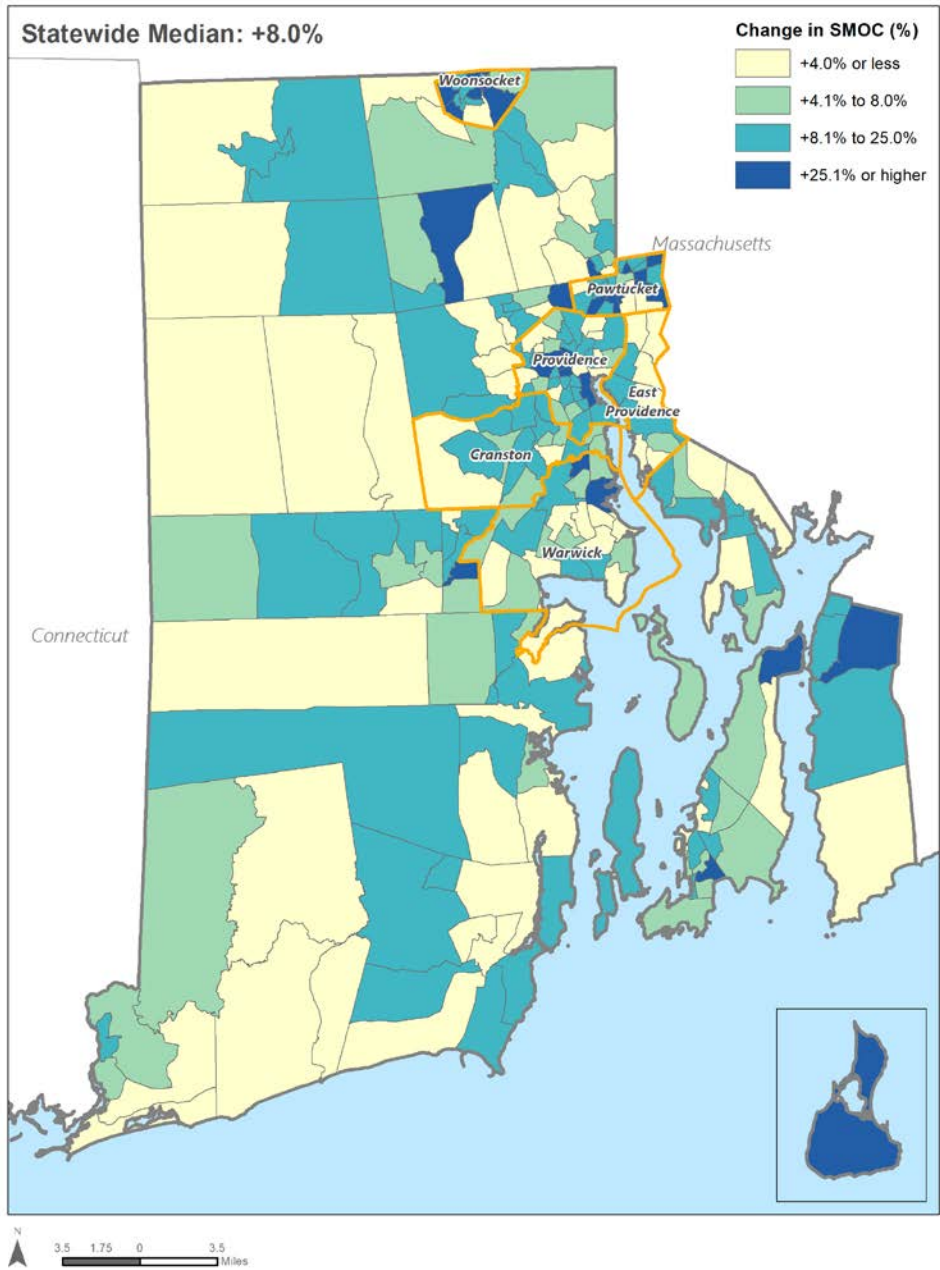 Statewide Median: +8.0%
Change in SMOC (%)
+4.0% or less
+4.1% to 8.0%
+8.1% to 25.0%
+25.1% or higher
Woonsocket
Massachusetts
Pawtucket
Providence
East
Providence
Cranston
Warwick
Connecticut
N
3.5 1.75 0 3.5
Miles